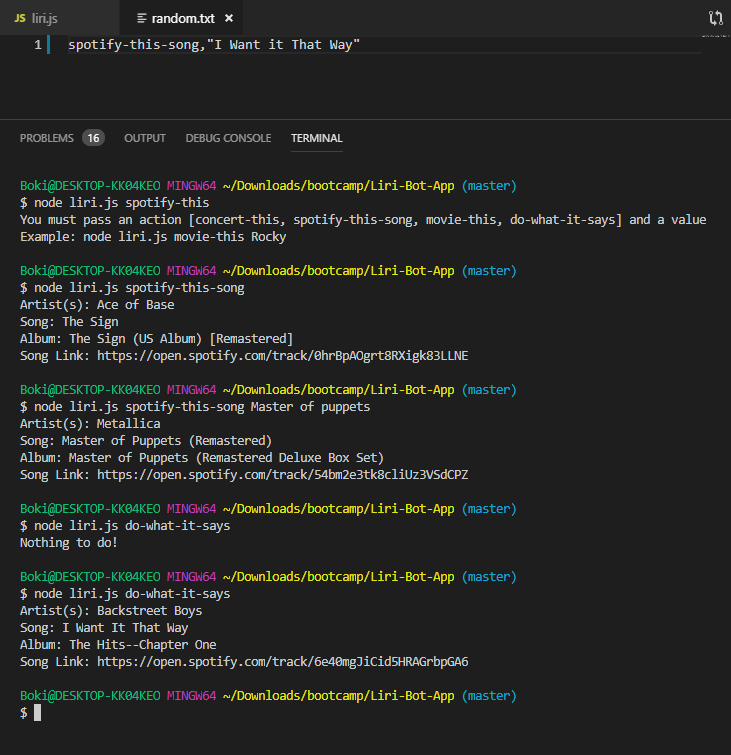 JS liri.js random.txt ×
1 spotify-this-song,"I Want it That Way"
PROBLEMS 16 OUTPUT DEBUG CONSOLE TERMINAL
Boki@DESKTOP-KK04KEO MINGW64 ~/Downloads/bootcamp/Liri-Bot-App (master)
$ node liri.js spotify-this
You must pass an action [concert-this, spotify-this-song, movie-this, do-what-it-says] and a value
Example: node liri.js movie-this Rocky
Boki@DESKTOP-KK04KEO MINGW64 ~/Downloads/bootcamp/Liri-Bot-App (master)
$ node liri.js spotify-this-song
Artist(s): Ace of Base
Song: The Sign
Album: The Sign (US Album) [Remastered]
Song Link: https://open.spotify.com/track/0hrBpAOgrt8RXigk83LLNE
Boki@DESKTOP-KK04KEO MINGW64 ~/Downloads/bootcamp/Liri-Bot-App (master)
$ node liri.js spotify-this-song Master of puppets
Artist(s): Metallica
Song: Master of Puppets (Remastered)
Album: Master of Puppets (Remastered Deluxe Box Set)
Song Link: https://open.spotify.com/track/54bm2e3tk8cliUz3VSdCPZ
Boki@DESKTOP-KK04KEO MINGW64 ~/Downloads/bootcamp/Liri-Bot-App (master)
$ node liri.js do-what-it-says
Nothing to do!
Boki@DESKTOP-KK04KEO MINGW64 ~/Downloads/bootcamp/Liri-Bot-App (master)
$ node liri.js do-what-it-says
Artist(s): Backstreet Boys
Song: I Want It That Way
Album: The Hits--Chapter One
Song Link: https://open.spotify.com/track/6e40mgJiCid5HRAGrbpGA6
Boki@DESKTOP-KK04KEO MINGW64 ~/Downloads/bootcamp/Liri-Bot-App (master)
$